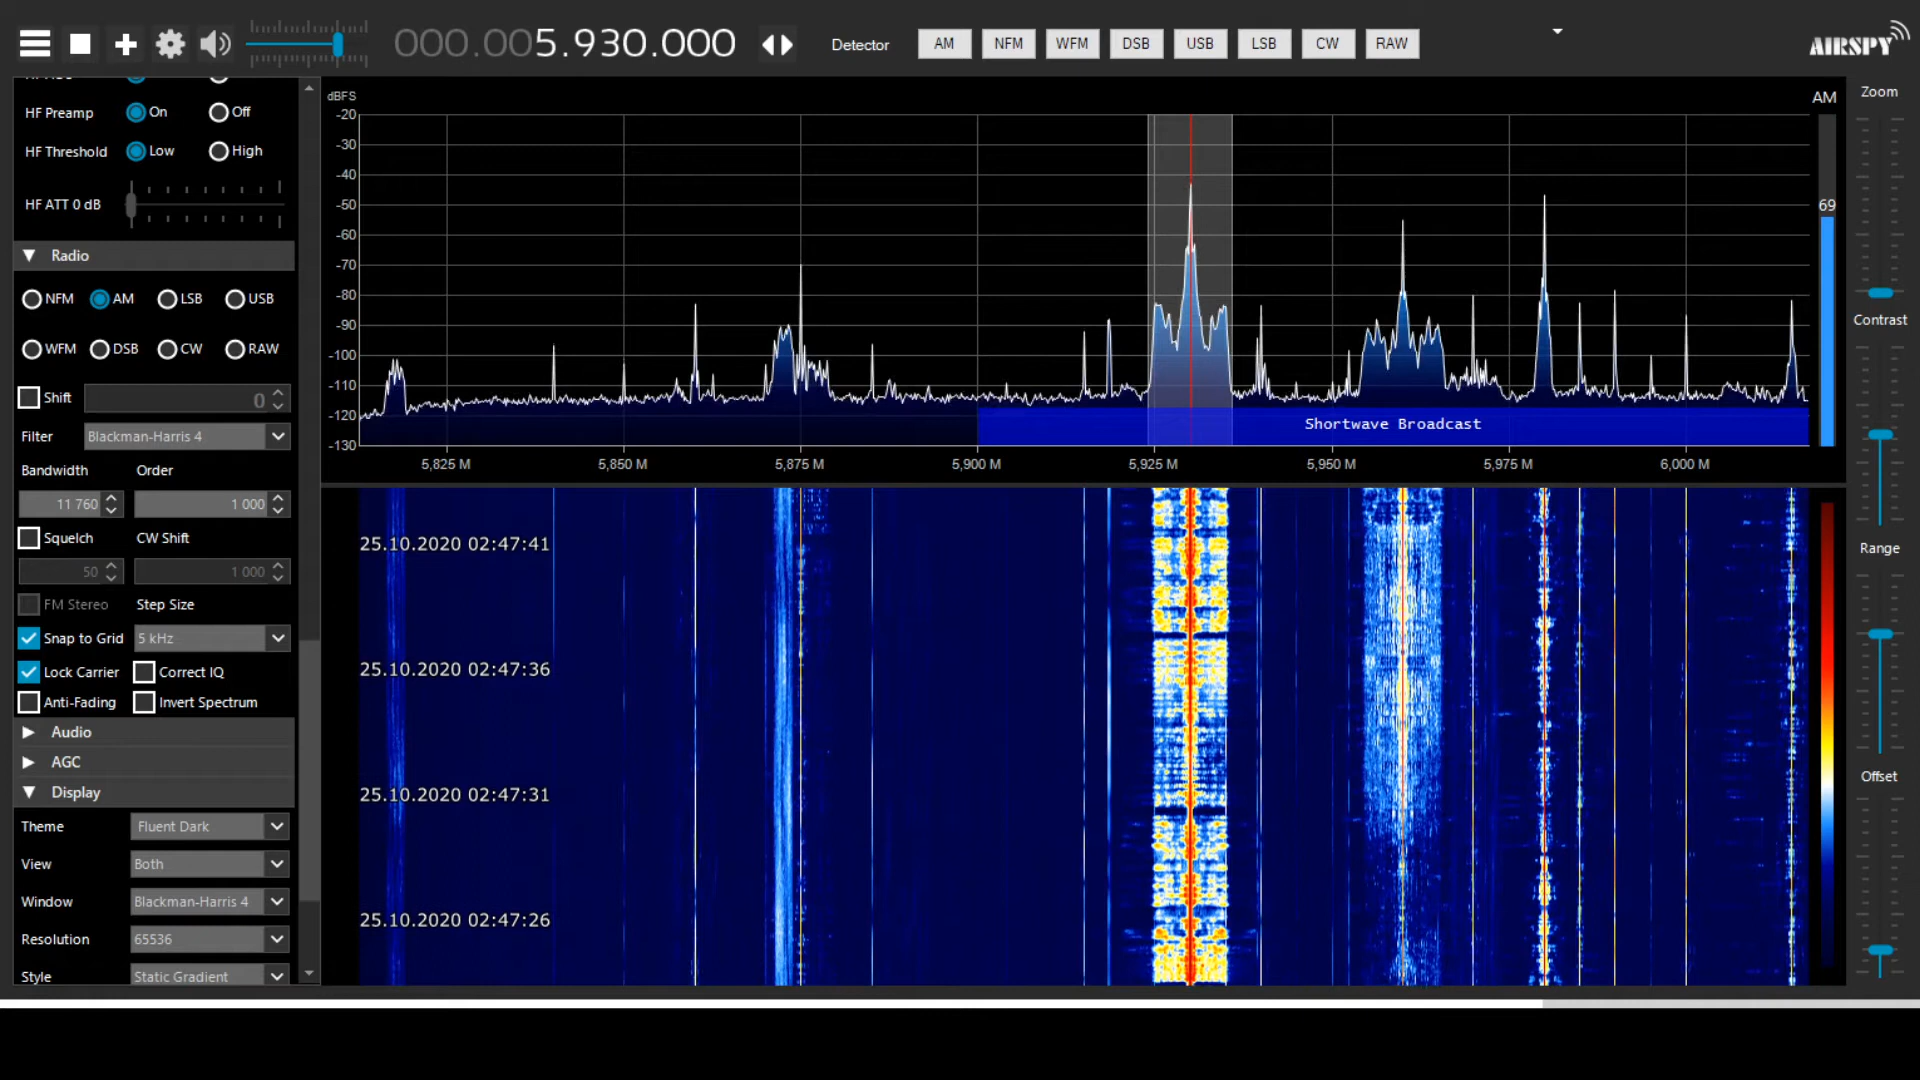 000.005.930.000
Detector
AM NFM WFM DSB USB LSB CW RAW
AIRSPY
HF Preamp On Off
HF Threshold Low High
HF ATT 0 dB
Radio
NFM AM LSB USB
WFM DSB CW RAW
Shift 0
Filter Blackman-Harris 4
Bandwidth Order
11 760 1 000
Squelch CW Shift
50 1 000
FM Stereo Step Size
Snap to Grid 5 kHz
Lock Carrier Correct IQ
Anti-Fading Invert Spectrum
Audio
AGC
Display
Theme Fluent Dark
View Both
Window Blackman-Harris 4
Resolution 65536
Style Static Gradient
dBFS
-20
-30
-40
-50
-60
-70
-80
-90
-100
-110
-120
-130
Shortwave Broadcast
5,825 M 5,850 M 5,875 M 5,900 M 5,925 M 5,950 M 5,975 M 6,000 M
25.10.2020 02:47:41
25.10.2020 02:47:36
25.10.2020 02:47:31
25.10.2020 02:47:26
AM
69
Zoom
Contrast
Range
Offset